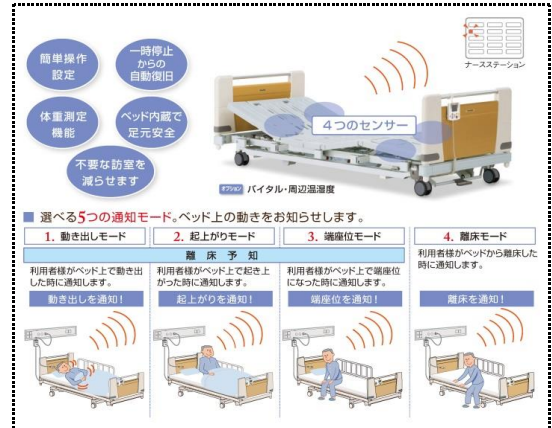 簡単操作
設定
一時停止
からの
自動復旧
体重測定
機能
ベッド内蔵で
足元安全
不要な訪室を
減らせます
ナースステーション
4つのセンサー
オプション バイタル・周辺温湿度
■ 選べる5つの通知モード。ベッド上の動きをお知らせします。
1. 動き出しモード
2. 起上がりモード
3. 端座位モード
4. 離床モード
離床予知
利用者様がベッド上で動き出
した時に通知します。
利用者様がベッド上で起き上
がった時に通知します。
利用者様がベッド上で端座位
になった時に通知します。
利用者様がベッドから離床した
時に通知します。
動き出しを通知！
起上がりを通知！
端座位を通知！
離床を通知！